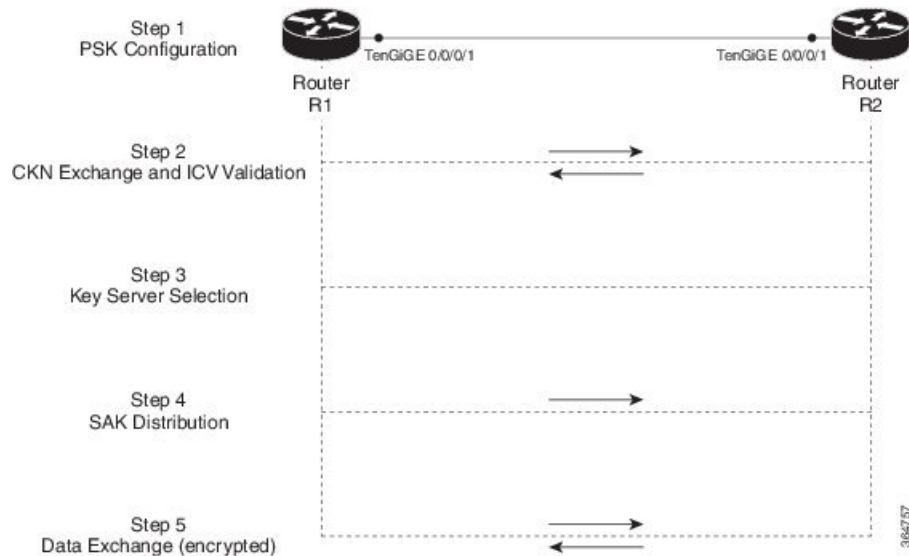 Step 1
PSK Configuration
TenGiGE 0/0/0/1
TenGiGE 0/0/0/1
Router
R1
Router
R2
Step 2
CKN Exchange and ICV Validation
Step 3
Key Server Selection
Step 4
SAK Distribution
Step 5
Data Exchange (encrypted)
364757